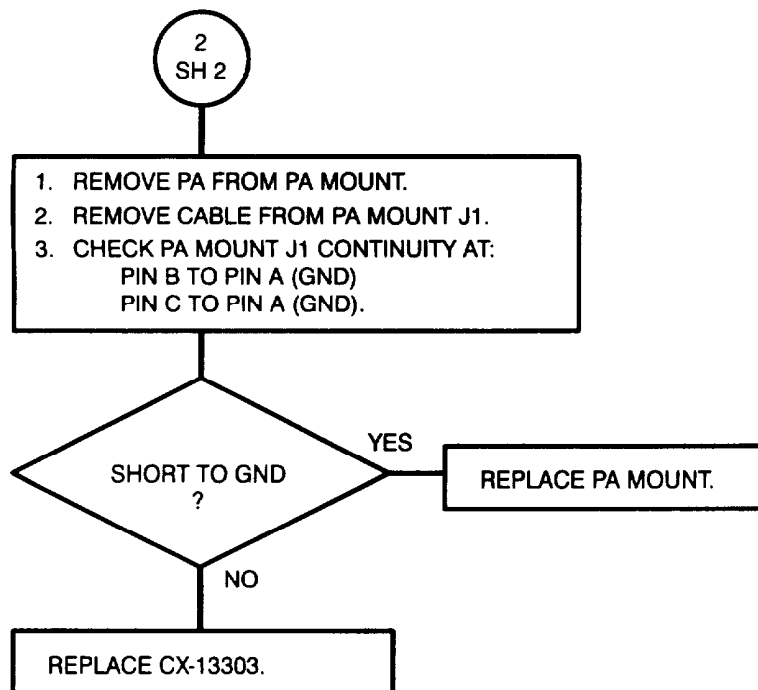 2
SH 2
1. REMOVE PA FROM PA MOUNT.
2. REMOVE CABLE FROM PA MOUNT J1.
3. CHECK PA MOUNT J1 CONTINUITY AT:
PIN B TO PIN A (GND)
PIN C TO PIN A (GND).
SHORT TO GND
?
YES
REPLACE PA MOUNT.
NO
REPLACE CX-13303.